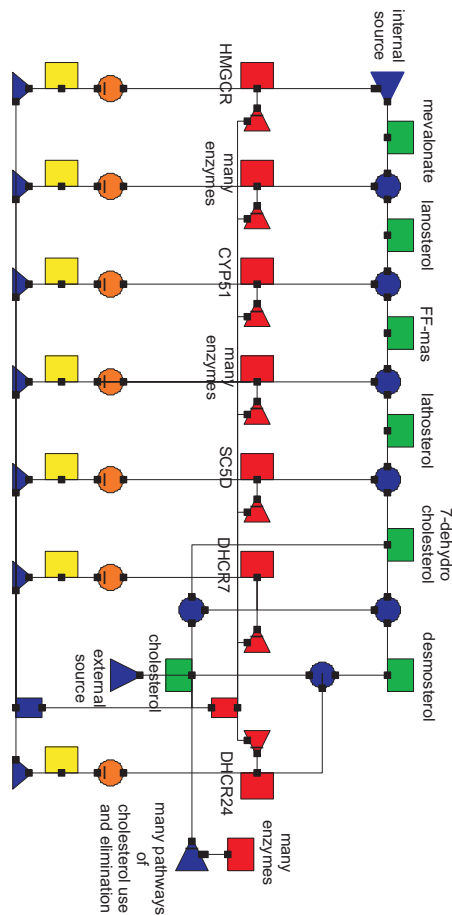 internal
source
mevalonate
lanosterol
FF-mas
lathosterol
7-dehydro
cholesterol
desmosterol
HMGCR
many
enzymes
CYP51
many
enzymes
SC5D
DHCR7
DHCR24
cholesterol
external
source
many
enzymes
many pathways
of
cholesterol use
and elimination